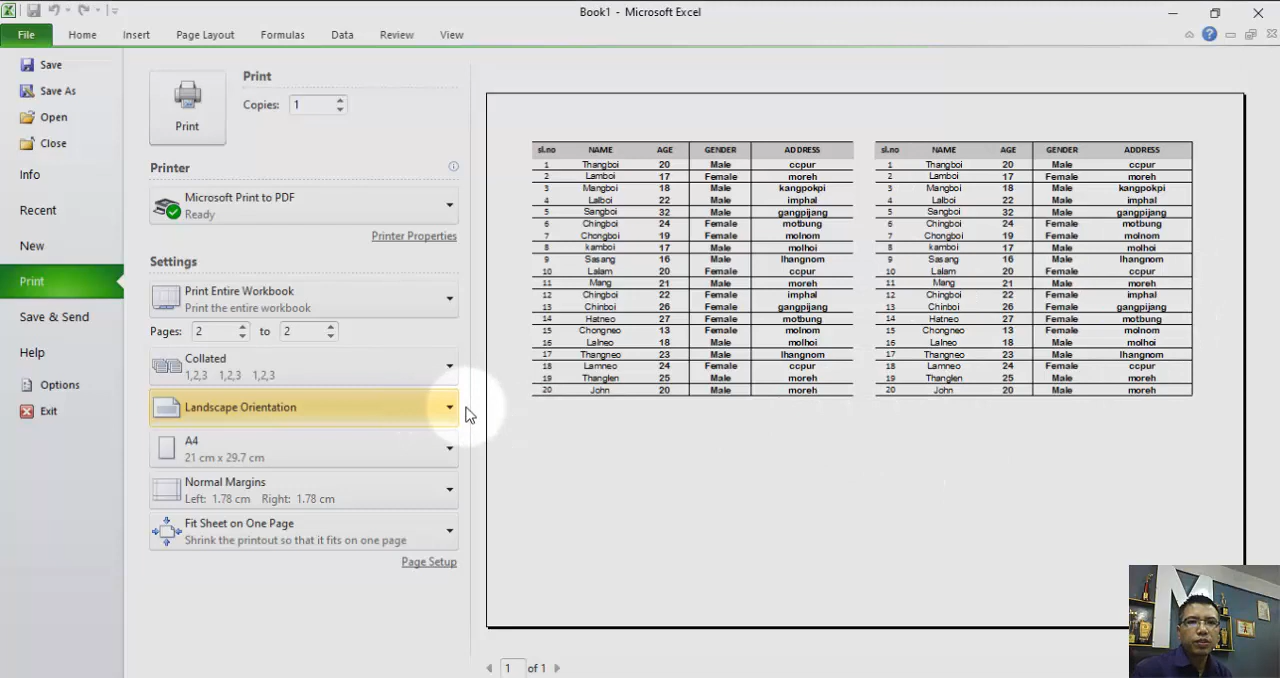 Book1 - Microsoft Excel
File Home Insert Page Layout Formulas Data Review View
Save
Save As
Open
Close
Info
Recent
New
Print
Save & Send
Help
Options
Exit
Print
Print
Copies: 1
Printer
Microsoft Print to PDF
Ready
Printer Properties
Settings
Print Entire Workbook
Print the entire workbook
Pages: 2 to 2
Collated
1,2,3 1,2,3 1,2,3
Landscape Orientation
A4
21 cm x 29.7 cm
Normal Margins
Left: 1.78 cm Right: 1.78 cm
Fit Sheet on One Page
Shrink the printout so that it fits on one page
Page Setup
sl.no NAME AGE GENDER ADDRESS sl.no NAME AGE GENDER ADDRESS
1 Thangboi 20 Male ccpur 1 Thangboi 20 Male ccpur
2 Lamboi 17 Female moreh 2 Lamboi 17 Female moreh
3 Mangboi 18 Male kangpokpi 3 Mangboi 18 Male kangpokpi
4 Lalboi 22 Male imphal 4 Lalboi 22 Male imphal
5 Sangboi 32 Male gangpijang 5 Sangboi 32 Male gangpijang
6 Chingboi 24 Female motbung 6 Chingboi 24 Female motbung
7 Chongboi 19 Female molnom 7 Chongboi 19 Female molnom
8 kamboi 17 Male molhoi 8 kamboi 17 Male molhoi
9 Sasang 16 Male lhangnom 9 Sasang 16 Male lhangnom
10 Lalam 20 Female ccpur 10 Lalam 20 Female ccpur
11 Mang 21 Male moreh 11 Mang 21 Male moreh
12 Chingboi 22 Female imphal 12 Chingboi 22 Female imphal
13 Chinboi 26 Female gangpijang 13 Chinboi 26 Female gangpijang
14 Hatneo 27 Female motbung 14 Hatneo 27 Female motbung
15 Chongneo 13 Female molnom 15 Chongneo 13 Female molnom
16 Lalneo 18 Male molhoi 16 Lalneo 18 Male molhoi
17 Thangneo 23 Male lhangnom 17 Thangneo 23 Male lhangnom
18 Lamneo 24 Female ccpur 18 Lamneo 24 Female ccpur
19 Thanglen 25 Male moreh 19 Thanglen 25 Male moreh
20 John 20 Male moreh 20 John 20 Male moreh
1 of 1